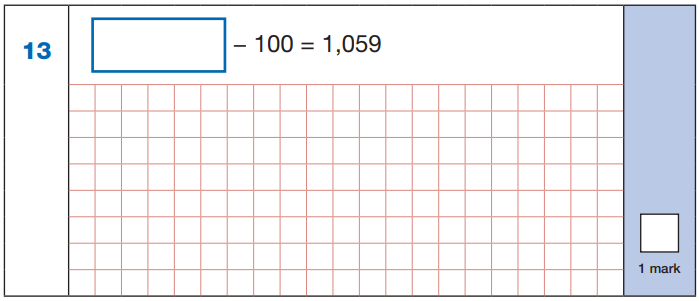 13
– 100 = 1,059
1 mark